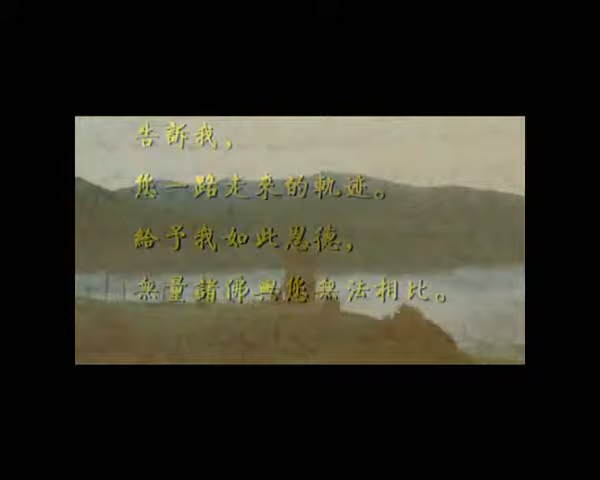 告訴我，
您一路走來的軌迹。
給予我如此恩德，
無量諸佛與您無法相比。